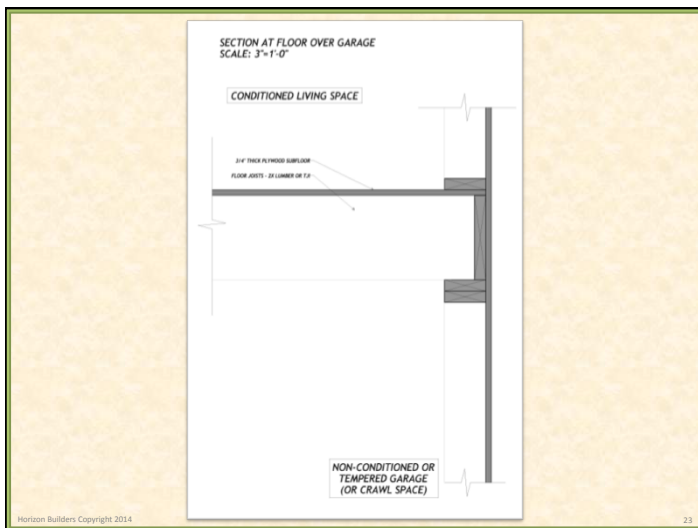 SECTION AT FLOOR OVER GARAGE
SCALE: 3"=1'-0"
CONDITIONED LIVING SPACE
3/4" THICK PLYWOOD SUBFLOOR
FLOOR JOISTS - 2X LUMBER OR TJI
NON-CONDITIONED OR
TEMPERED GARAGE
(OR CRAWL SPACE)
Horizon Builders Copyright 2014
23